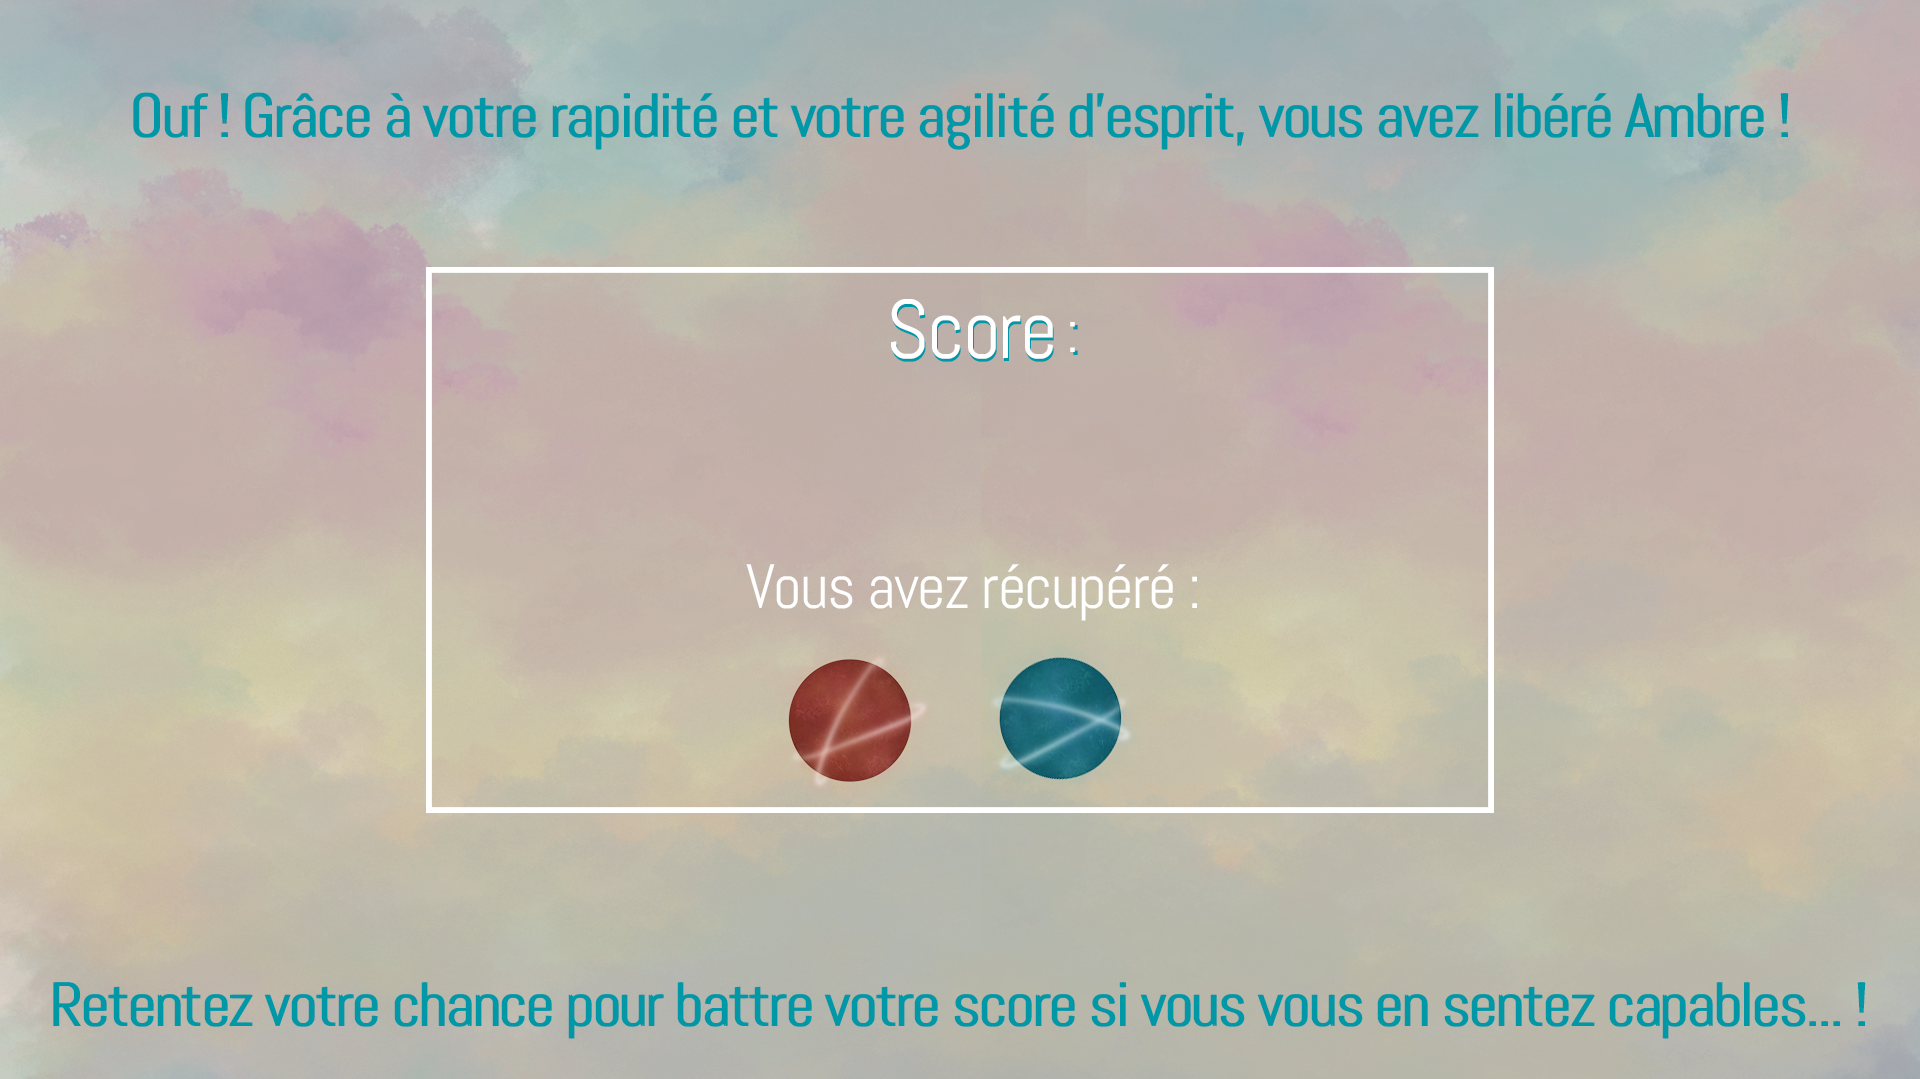 Ouf ! Grâce à votre rapidité et votre agilité d'esprit, vous avez libéré Ambre !
Score :
Vous avez récupéré :
Retentez votre chance pour battre votre score si vous vous en sentez capables... !